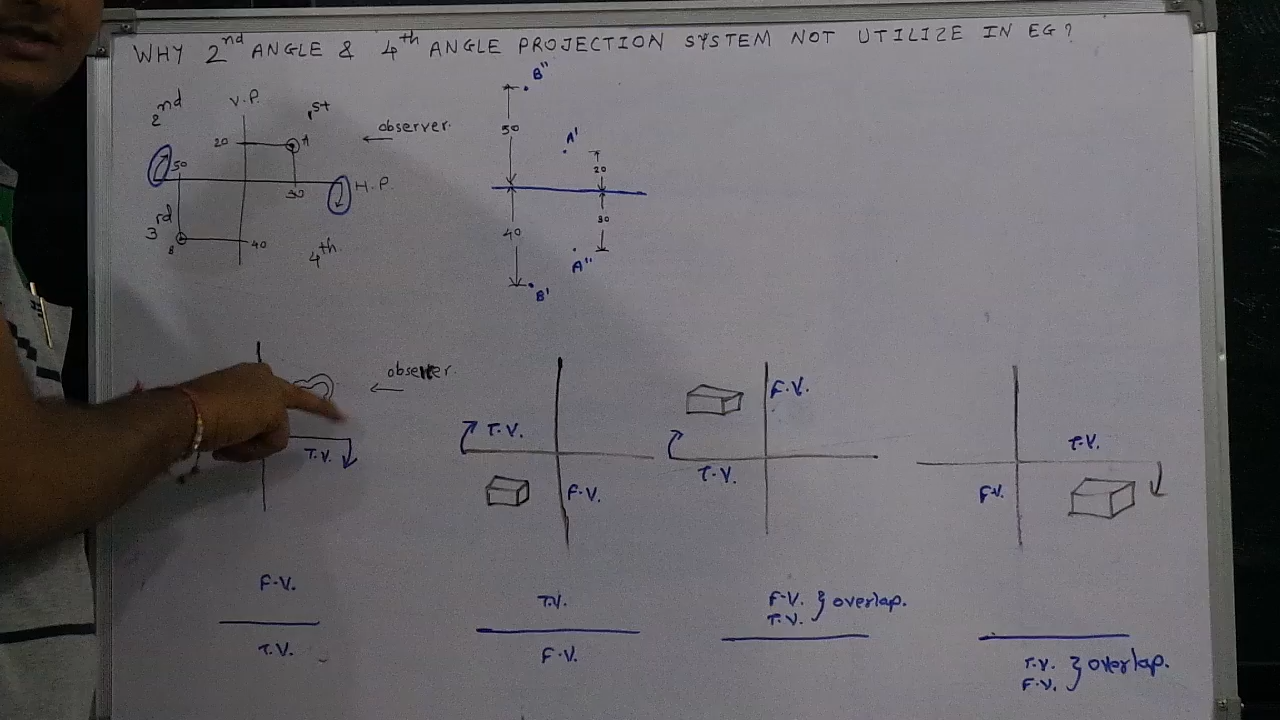 WHY 2nd ANGLE & 4th ANGLE PROJECTION SYSTEM NOT UTILIZE IN EG?
2nd
V.P.
1st
20
A
observer.
50
H.P.
30
3rd
B
40
4th
B"
50
A'
20
40
30
A"
B'
observer.
T.V.
T.V.
F.V.
F.V.
T.V.
T.V.
F.V.
F.V.
T.V.
T.V.
F.V.
F.V. } overlap.
T.V.
T.V. } overlap.
F.V.